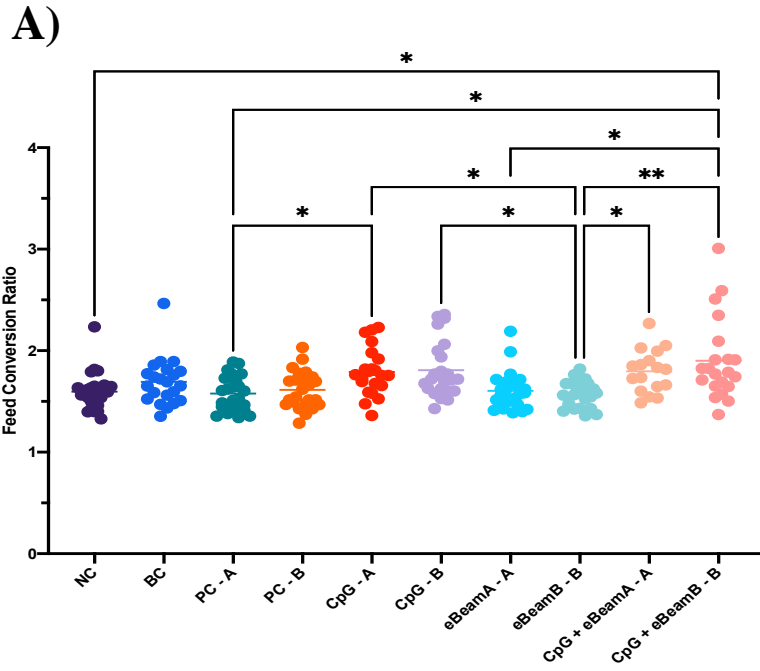 A)
*
*
*
* **
* * *
4
3
2
1
0
Feed Conversion Ratio
NC
BC
PC - A
PC - B
CpG - A
CpG - B
eBeamA - A
eBeamB - B
CpG + eBeamA - A
CpG + eBeamB - B